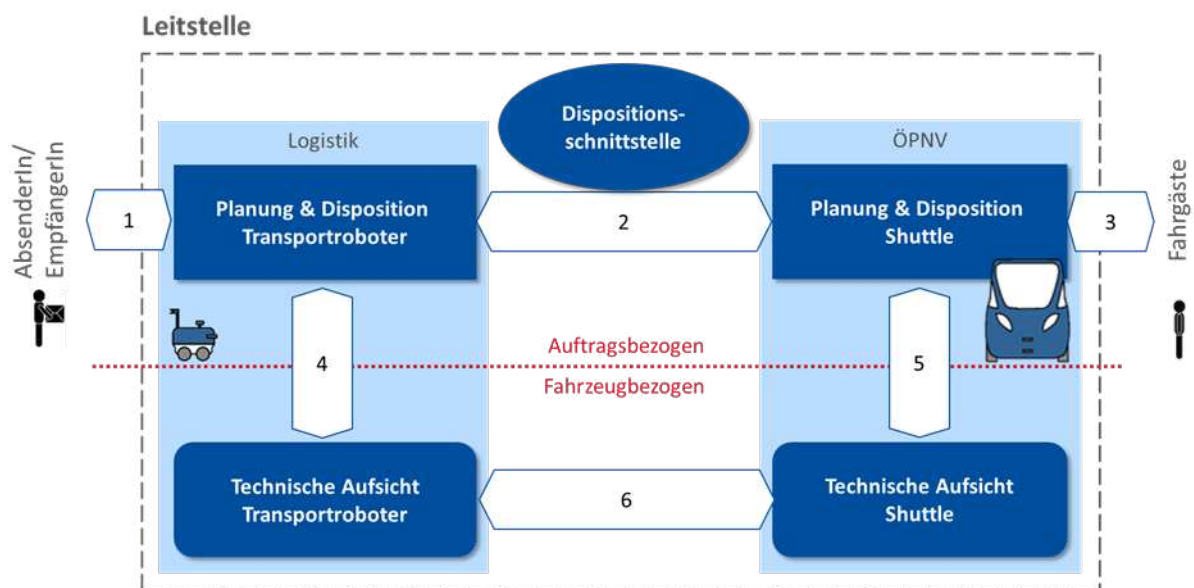 Leitstelle
Dispositions-
schnittstelle
Logistik
ÖPNV
AbsenderIn/
EmpfängerIn
1
Planung & Disposition
Transportroboter
2
Planung & Disposition
Shuttle
3
Fahrgäste
4
Auftragsbezogen
Fahrzeugbezogen
5
Technische Aufsicht
Transportroboter
6
Technische Aufsicht
Shuttle